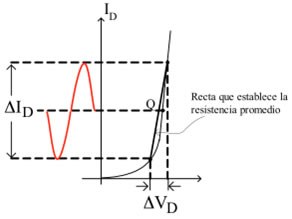 I_D
ΔI_D
Q
Recta que establece la
resistencia promedio
ΔV_D